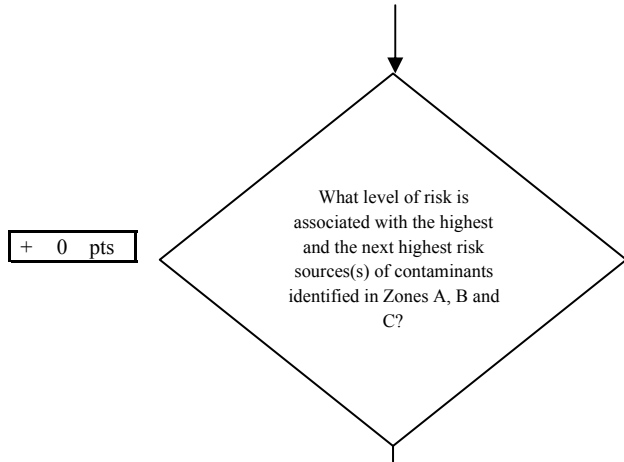 What level of risk is
associated with the highest
and the next highest risk
sources(s) of contaminants
identified in Zones A, B and
C?
+ 0 pts